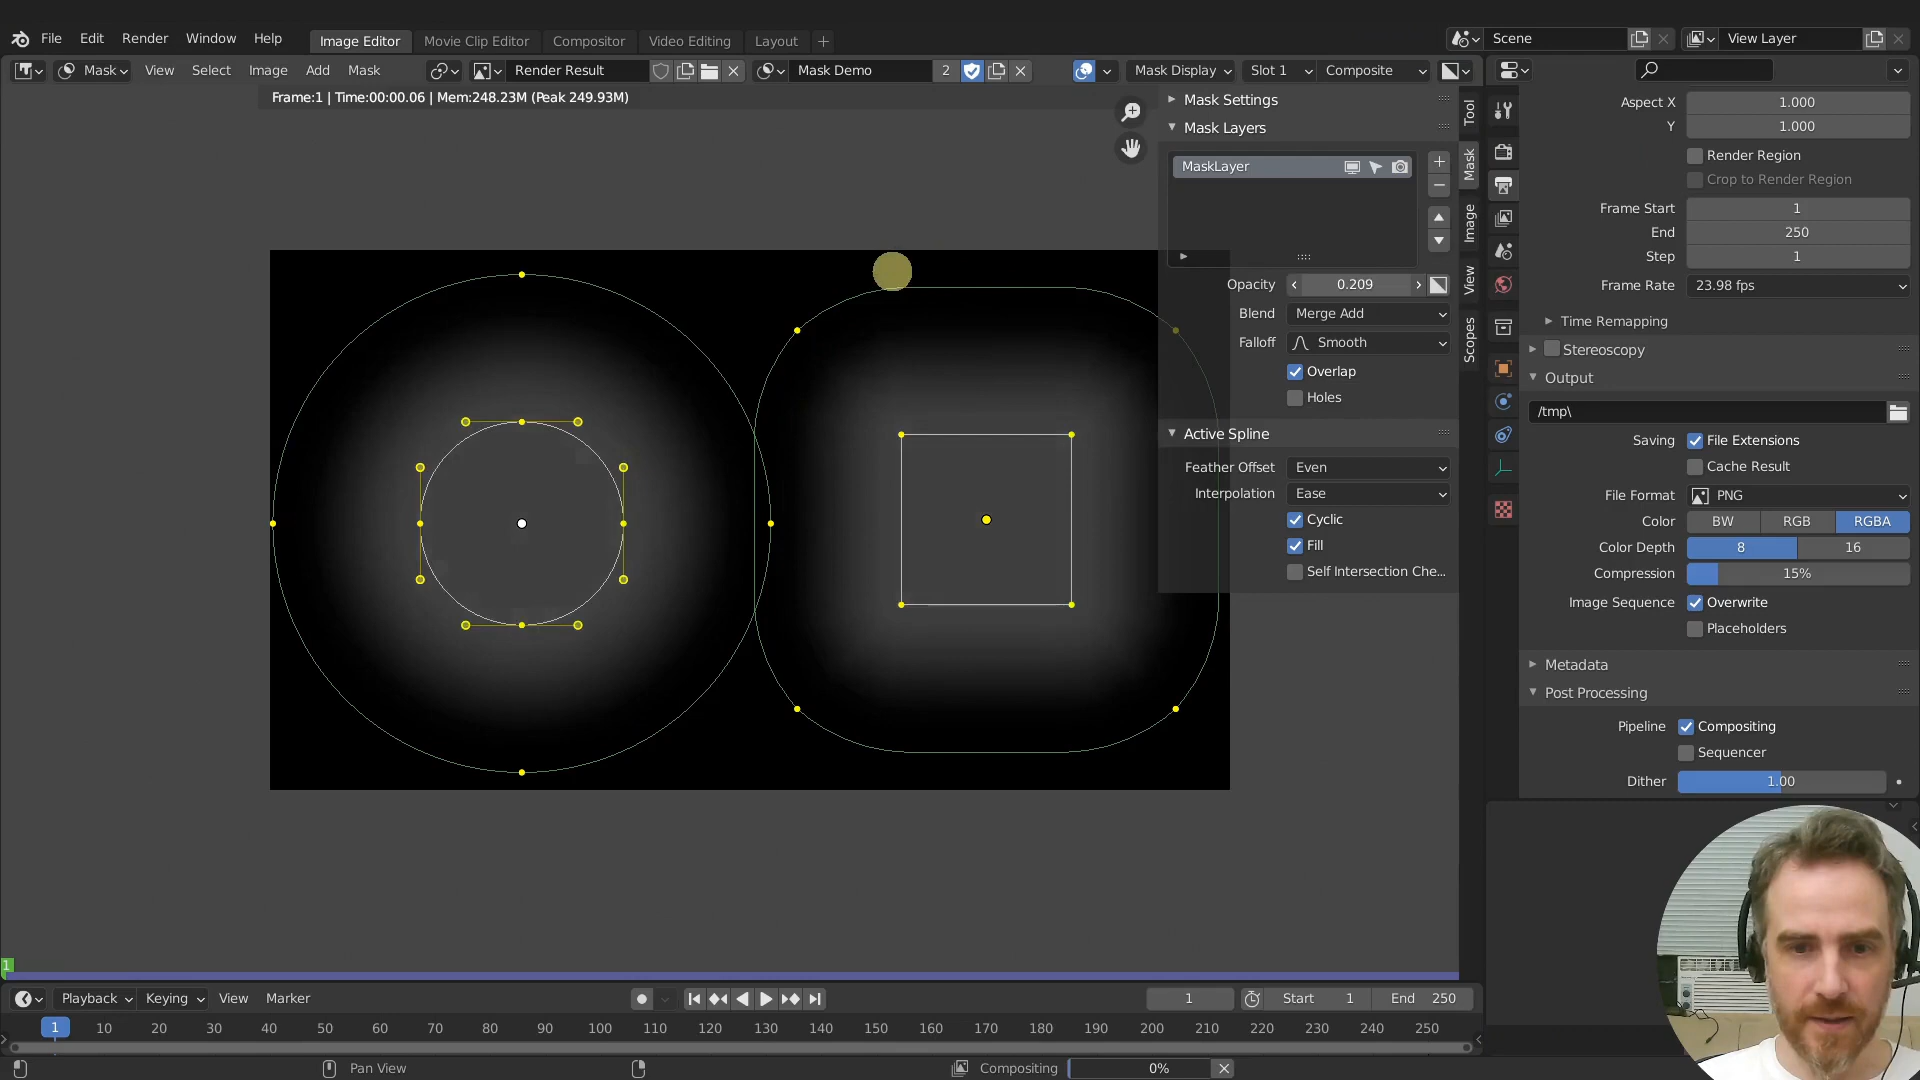 File Edit Render Window Help Image Editor Movie Clip Editor Compositor Video Editing Layout + Scene View Layer
Mask View Select Image Add Mask Render Result Mask Demo 2 Mask Display Slot 1 Composite
Frame:1 | Time:00:00.06 | Mem:248.23M (Peak 249.93M)
Mask Settings
Mask Layers
MaskLayer
Opacity 0.209
Blend Merge Add
Falloff Smooth
Overlap
Holes
Active Spline
Feather Offset Even
Interpolation Ease
Cyclic
Fill
Self Intersection Che...
Tool
Mask
Image
View
Scopes
Aspect X 1.000
Y 1.000
Render Region
Crop to Render Region
Frame Start 1
End 250
Step 1
Frame Rate 23.98 fps
Time Remapping
Stereoscopy
Output
/tmp\
Saving File Extensions
Cache Result
File Format PNG
Color BW RGB RGBA
Color Depth 8 16
Compression 15%
Image Sequence Overwrite
Placeholders
Metadata
Post Processing
Pipeline Compositing
Sequencer
Dither 1.00
1
Playback Keying View Marker 1 Start 1 End 250
1 10 20 30 40 50 60 70 80 90 100 110 120 130 140 150 160 170 180 190 200 210 220 230 240 250
Pan View Compositing 0%